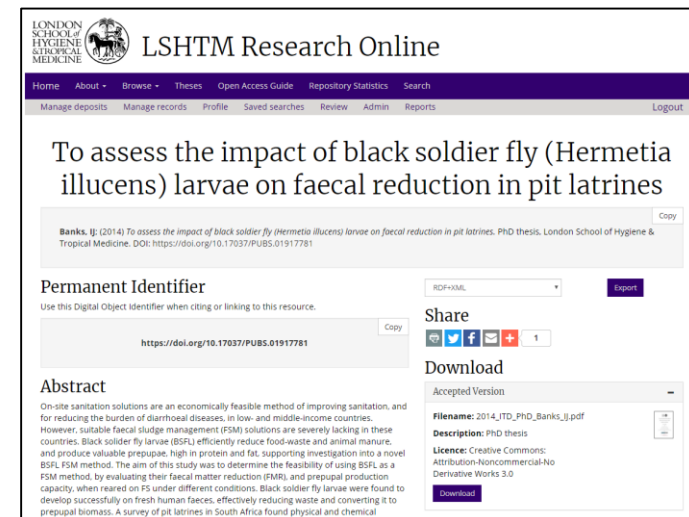 LONDON
SCHOOL of
HYGIENE
& TROPICAL
MEDICINE
LSHTM Research Online
Home About Browse Theses Open Access Guide Repository Statistics Search
Manage deposits Manage records Profile Saved searches Review Admin Reports Logout
To assess the impact of black soldier fly (Hermetia
illucens) larvae on faecal reduction in pit latrines
Copy
Banks, IJ; (2014) To assess the impact of black soldier fly (Hermetia illucens) larvae on faecal reduction in pit latrines. PhD thesis, London School of Hygiene &
Tropical Medicine. DOI: https://doi.org/10.17037/PUBS.01917781
Permanent Identifier
Use this Digital Object Identifier when citing or linking to this resource.
Copy
https://doi.org/10.17037/PUBS.01917781
Abstract
On-site sanitation solutions are an economically feasible method of improving sanitation, and
for reducing the burden of diarrhoeal diseases, in low- and middle-income countries.
However, suitable faecal sludge management (FSM) solutions are severely lacking in these
countries. Black solider fly larvae (BSFL) efficiently reduce food-waste and animal manure,
and produce valuable prepupae, high in protein and fat, supporting investigation into a novel
BSFL FSM method. The aim of this study was to determine the feasibility of using BSFL as a
FSM method, by evaluating their faecal matter reduction (FMR), and prepupal production
capacity, when reared on FS under different conditions. Black soldier fly larvae were found to
develop successfully on fresh human faeces, effectively reducing waste and converting it to
prepupal biomass. A survey of pit latrines in South Africa found physical and chemical
RDF+XML
Export
Share
1
Download
Accepted Version
Filename: 2014_ITD_PhD_Banks_IJ.pdf
Description: PhD thesis
Licence: Creative Commons:
Attribution-Noncommercial-No
Derivative Works 3.0
Download